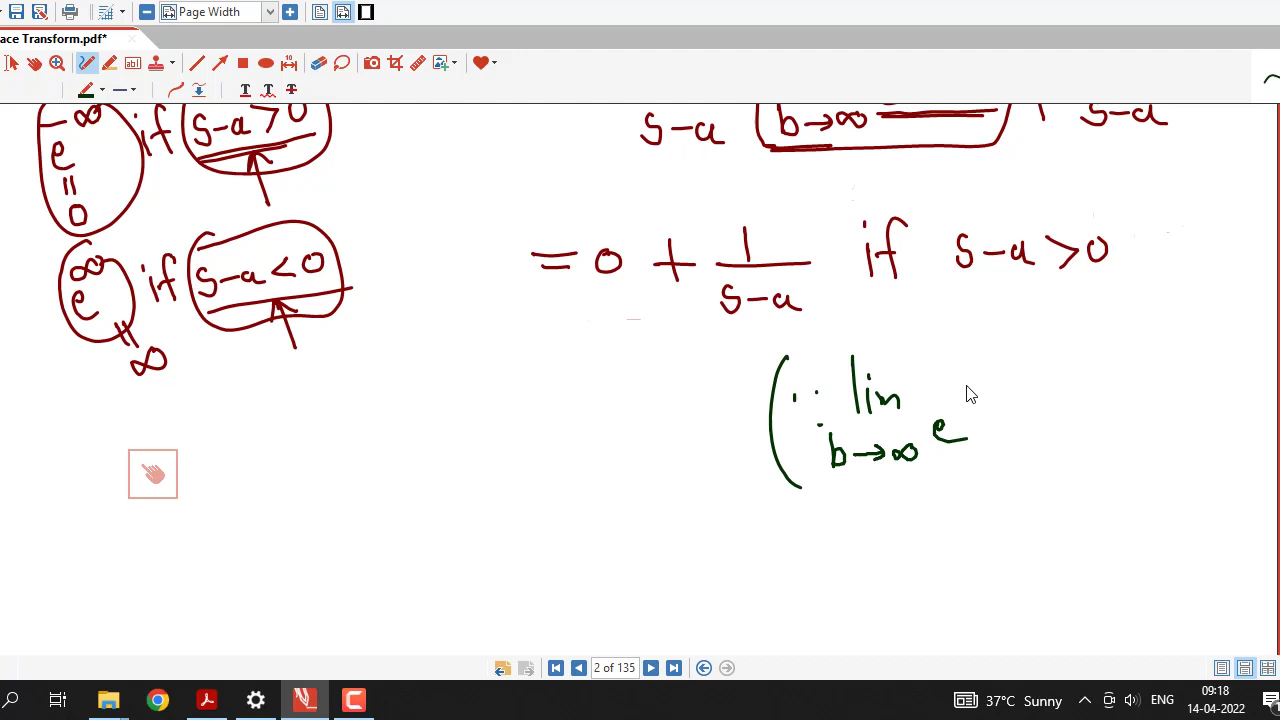 Page Width
ace Transform.pdf*
e^{-∞} if s-a>0
"
0
s-a b→∞ s-a
e^{∞} if s-a<0
"
∞
= 0 + 1/(s-a) if s-a>0
(∵ lim e
b→∞
2 of 135
37°C Sunny
ENG
09:18
14-04-2022